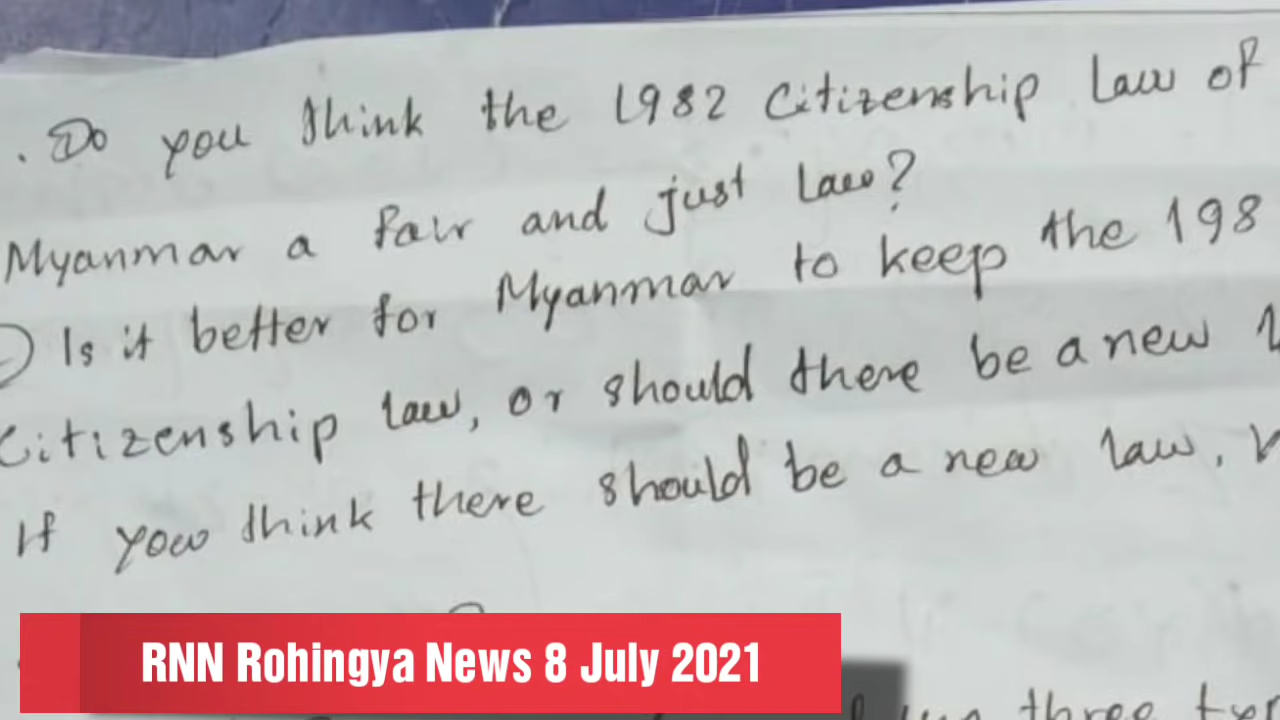 . Do you think the 1982 Citizenship Law of
Myanmar a fair and just Law?
Is it better for Myanmar to keep the 198
Citizenship law, or should there be a new
If you think there should be a new law,
RNN Rohingya News 8 July 2021
three